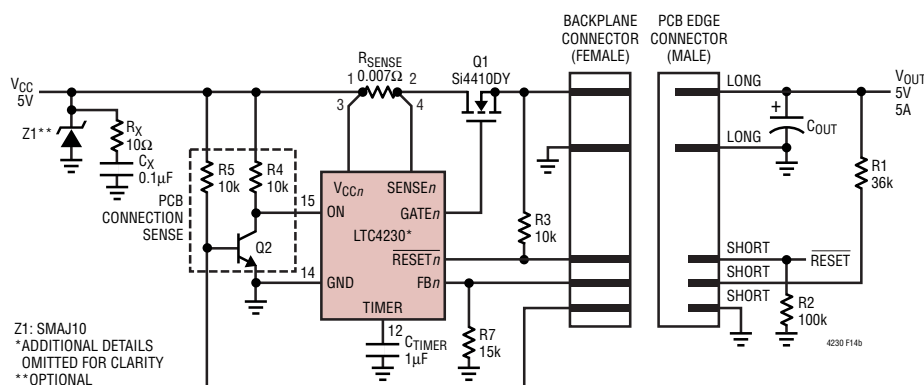 BACKPLANE
CONNECTOR
(FEMALE)
PCB EDGE
CONNECTOR
(MALE)
VCC
5V
RSENSE
0.007Ω
1
2
3
4
Q1
Si4410DY
LONG
VOUT
5V
5A
Z1**
RX
10Ω
CX
0.1µF
+
COUT
LONG
R1
36k
R5
10k
R4
10k
PCB
CONNECTION
SENSE
Q2
15
14
VCCn
SENSEn
ON
GATEn
LTC4230*
RESETn
GND
FBn
TIMER
R3
10k
SHORT
RESET
SHORT
SHORT
R2
100k
12
CTIMER
1µF
R7
15k
4230 F14b
Z1: SMAJ10
*ADDITIONAL DETAILS
OMITTED FOR CLARITY
**OPTIONAL